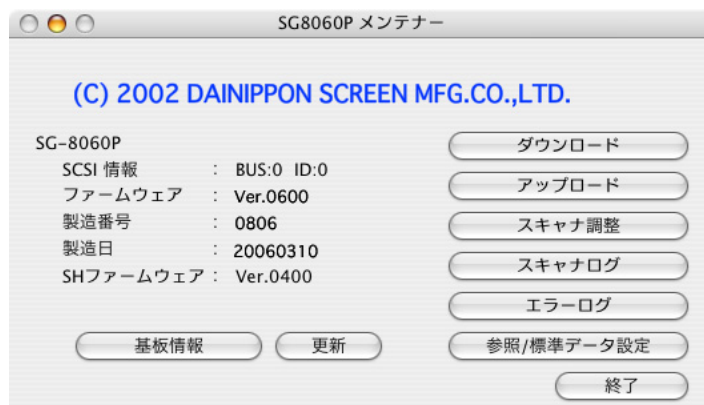 SG8060P メンテナー
(C) 2002 DAINIPPON SCREEN MFG.CO.,LTD.
SG-8060P
SCSI 情報 : BUS:0 ID:0
ファームウェア : Ver.0600
製造番号 : 0806
製造日 : 20060310
SHファームウェア : Ver.0400
基板情報
更新
ダウンロード
アップロード
スキャナ調整
スキャナログ
エラーログ
参照/標準データ設定
終了